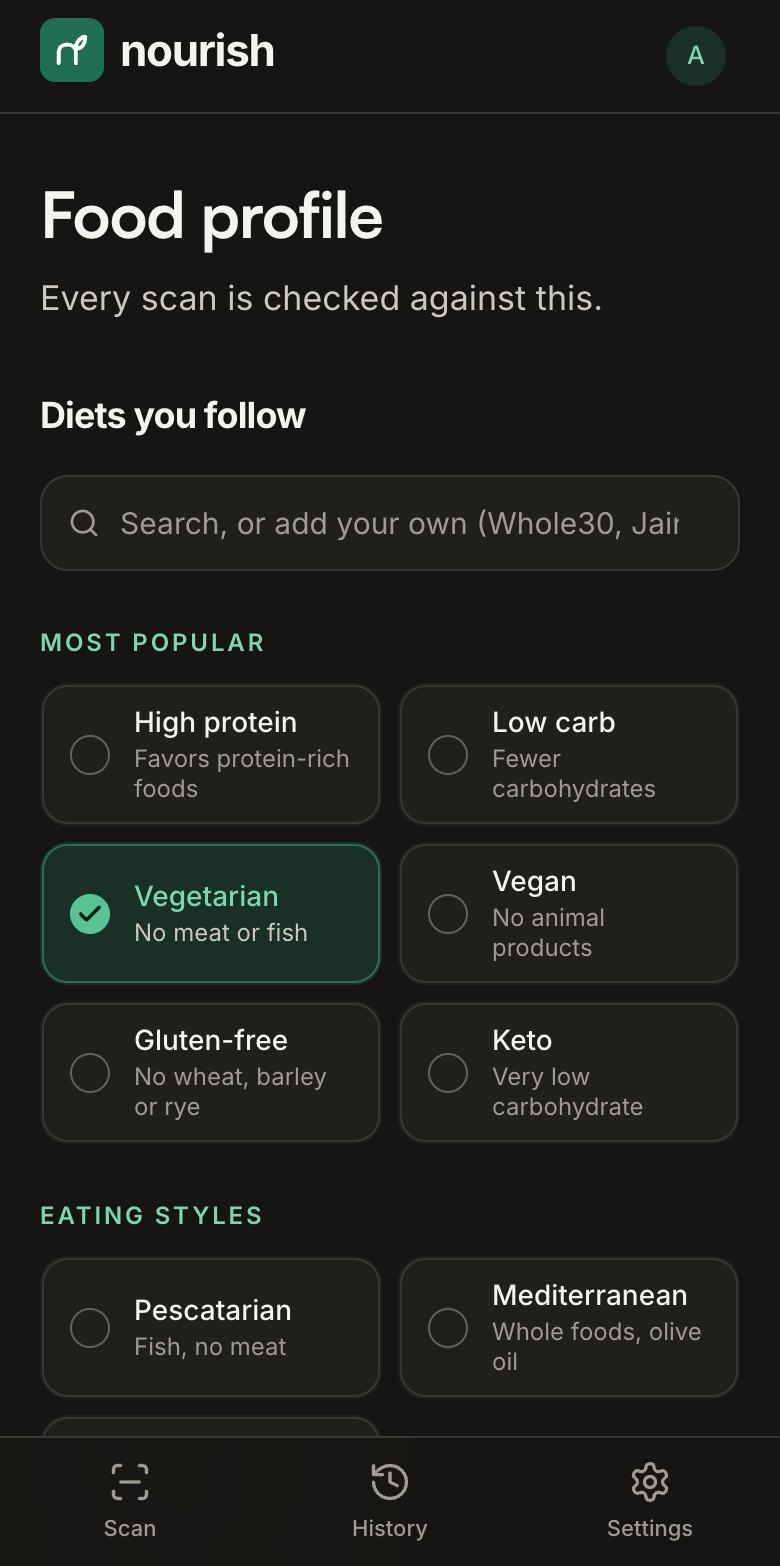 nourish
A
Food profile
Every scan is checked against this.
Diets you follow
Search, or add your own (Whole30, Jain
MOST POPULAR
High protein
Favors protein-rich
foods
Low carb
Fewer
carbohydrates
Vegetarian
No meat or fish
Vegan
No animal
products
Gluten-free
No wheat, barley
or rye
Keto
Very low
carbohydrate
EATING STYLES
Pescatarian
Fish, no meat
Mediterranean
Whole foods, olive
oil
Scan
History
Settings